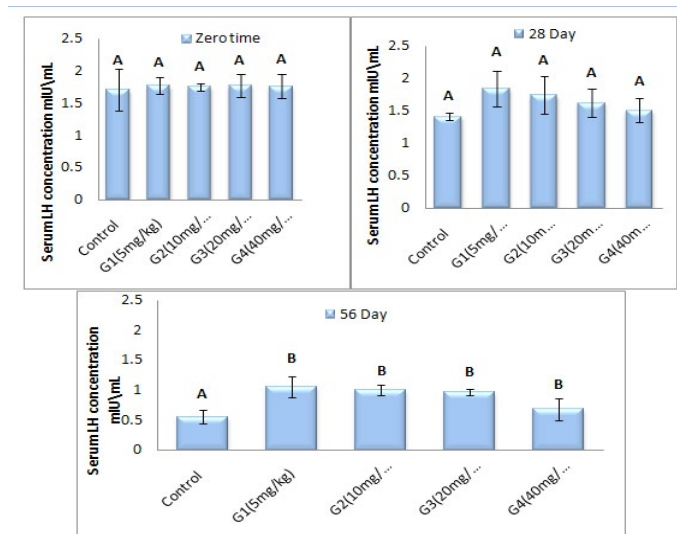 Zero time
Serum LH concentration mIU\mL
2.5
2
1.5
1
0.5
0
A
A
A
A
A
Control
G1(5mg/kg)
G2(10mg/...
G3(20mg/...
G4(40mg/...
28 Day
Serum LH concentration mIU\mL
2.5
2
1.5
1
0.5
0
A
A
A
A
A
Control
G1(5mg/...
G2(10m...
G3(20m...
G4(40m...
56 Day
Serum LH concentration
mIU\mL
2.5
2
1.5
1
0.5
0
A
B
B
B
B
Control
G1(5mg/kg)
G2(10mg/...
G3(20mg/...
G4(40mg/...